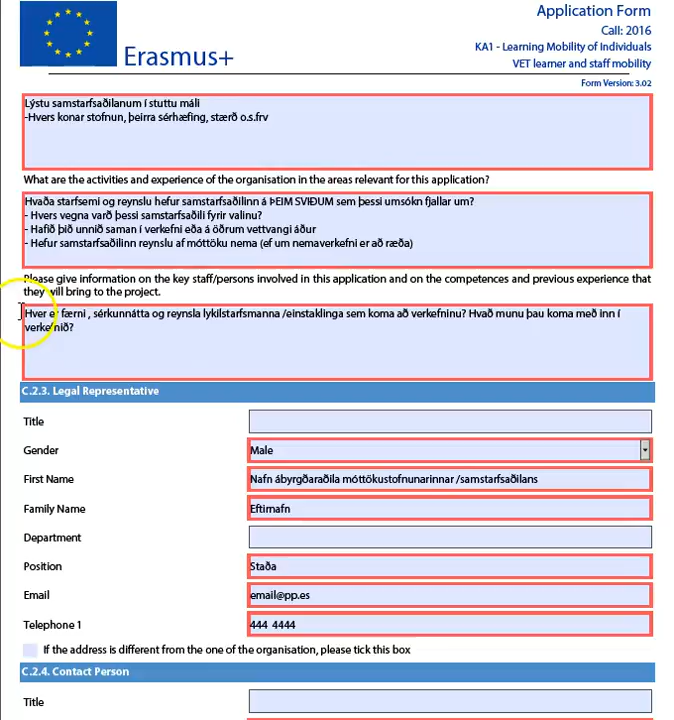 Erasmus+
Application Form
Call: 2016
KA1 - Learning Mobility of Individuals
VET learner and staff mobility
Form Version: 3.02
Lýstu samstarfsaðilanum í stuttu máli
-Hvers konar stofnun, þeirra sérhæfing, stærð o.s.frv
What are the activities and experience of the organisation in the areas relevant for this application?
Hvaða starfsemi og reynslu hefur samstarfsaðilinn á ÞEIM SVIÐUM sem þessi umsókn fjallar um?
- Hvers vegna varð þessi samstarfsaðili fyrir valinu?
- Hafið þið unnið saman í verkefni eða á öðrum vettvangi áður
- Hefur samstarfsaðilinn reynslu af móttöku nema (ef um nemaverkefni er að ræða)
Please give information on the key staff/persons involved in this application and on the competences and previous experience that
they will bring to the project.
Hver er færni , sérkunnátta og reynsla lykilstarfsmanna /einstaklinga sem koma að verkefninu? Hvað munu þau koma með inn í
verkefnið?
C.2.3. Legal Representative
Title
Gender Male
First Name Nafn ábyrgðaraðila móttökustofnunarinnar /samstarfsaðilans
Family Name Eftirnafn
Department
Position Staða
Email email@pp.es
Telephone 1 444 4444
If the address is different from the one of the organisation, please tick this box
C.2.4. Contact Person
Title